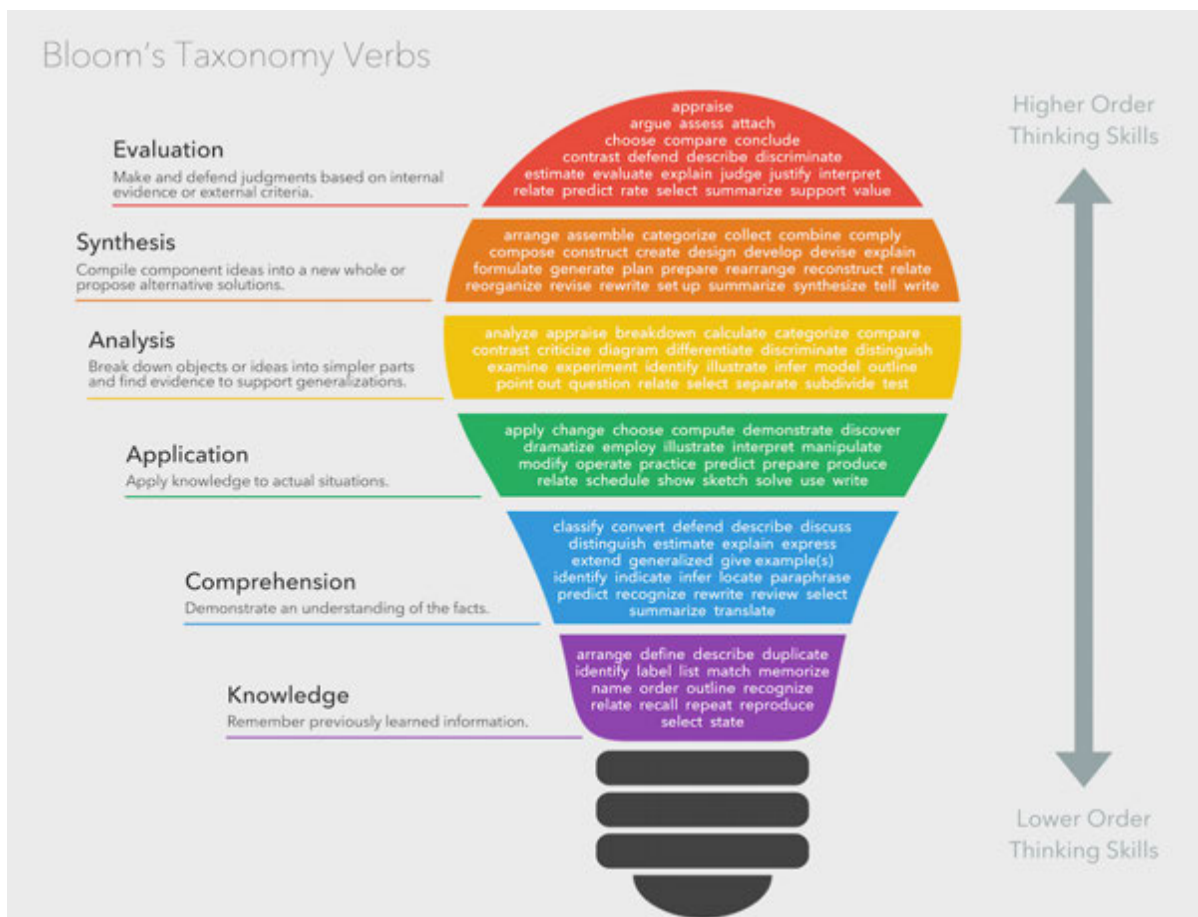 Bloom's Taxonomy Verbs
Higher Order
Thinking Skills
Evaluation
Make and defend judgments based on internal
evidence or external criteria.
appraise
argue assess attach
choose compare conclude
contrast defend describe discriminate
estimate evaluate explain judge justify interpret
relate predict rate select summarize support value
Synthesis
Compile component ideas into a new whole or
propose alternative solutions.
arrange assemble categorize collect combine comply
compose construct create design develop devise explain
formulate generate plan prepare rearrange reconstruct relate
reorganize revise rewrite set up summarize synthesize tell write
Analysis
Break down objects or ideas into simpler parts
and find evidence to support generalizations.
analyze appraise breakdown calculate categorize compare
contrast criticize diagram differentiate discriminate distinguish
examine experiment identify illustrate infer model outline
point out question relate select separate subdivide test
Application
Apply knowledge to actual situations.
apply change choose compute demonstrate discover
dramatize employ illustrate interpret manipulate
modify operate practice predict prepare produce
relate schedule show sketch solve use write
Comprehension
Demonstrate an understanding of the facts.
classify convert defend describe discuss
distinguish estimate explain express
extend generalized give example(s)
identify indicate infer locate paraphrase
predict recognize rewrite review select
summarize translate
Knowledge
Remember previously learned information.
arrange define describe duplicate
identify label list match memorize
name order outline recognize
relate recall repeat reproduce
select state
Lower Order
Thinking Skills